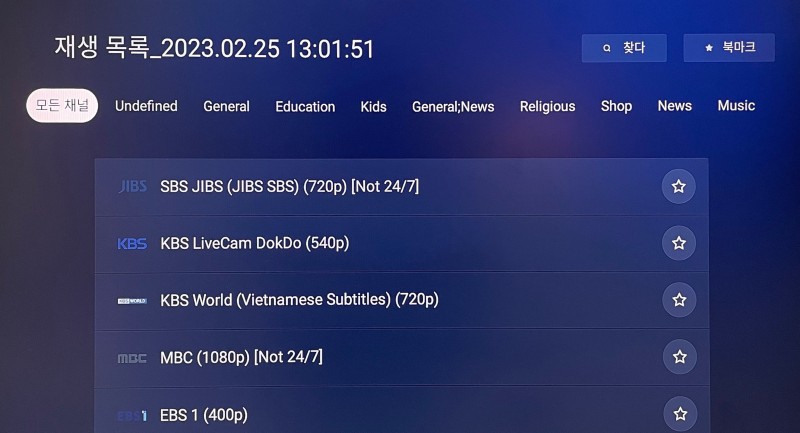 재생 목록_2023.02.25 13:01:51
찾다
북마크
모든 채널 Undefined General Education Kids General;News Religious Shop News Music
JIBS SBS JIBS (JIBS SBS) (720p) [Not 24/7]
KBS KBS LiveCam DokDo (540p)
KBS WORLD KBS World (Vietnamese Subtitles) (720p)
MBC MBC (1080p) [Not 24/7]
EBS1 EBS 1 (400p)